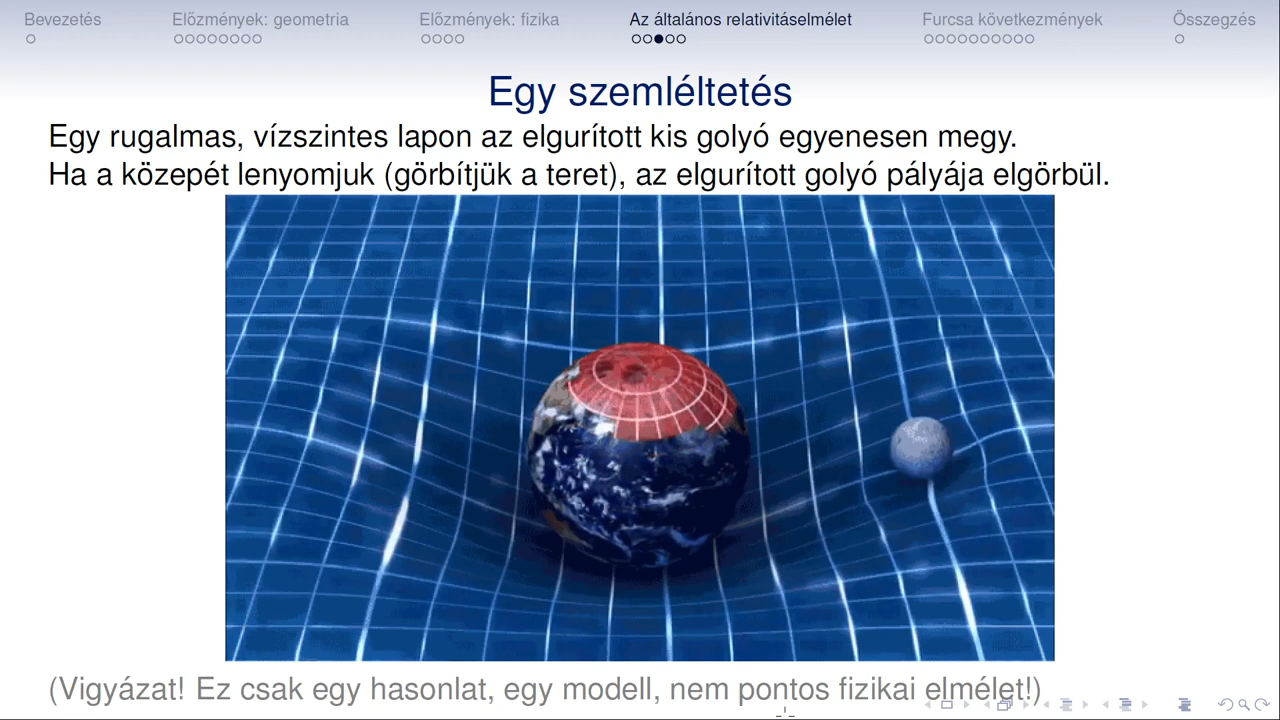 Bevezetés
Előzmények: geometria
Előzmények: fizika
Az általános relativitáselmélet
Furcsa következmények
Összegzés
Egy szemléltetés
Egy rugalmas, vízszintes lapon az elgurított kis golyó egyenesen megy.
Ha a közepét lenyomjuk (görbítjük a teret), az elgurított golyó pályája elgörbül.
(Vigyázat! Ez csak egy hasonlat, egy modell, nem pontos fizikai elmélet!)